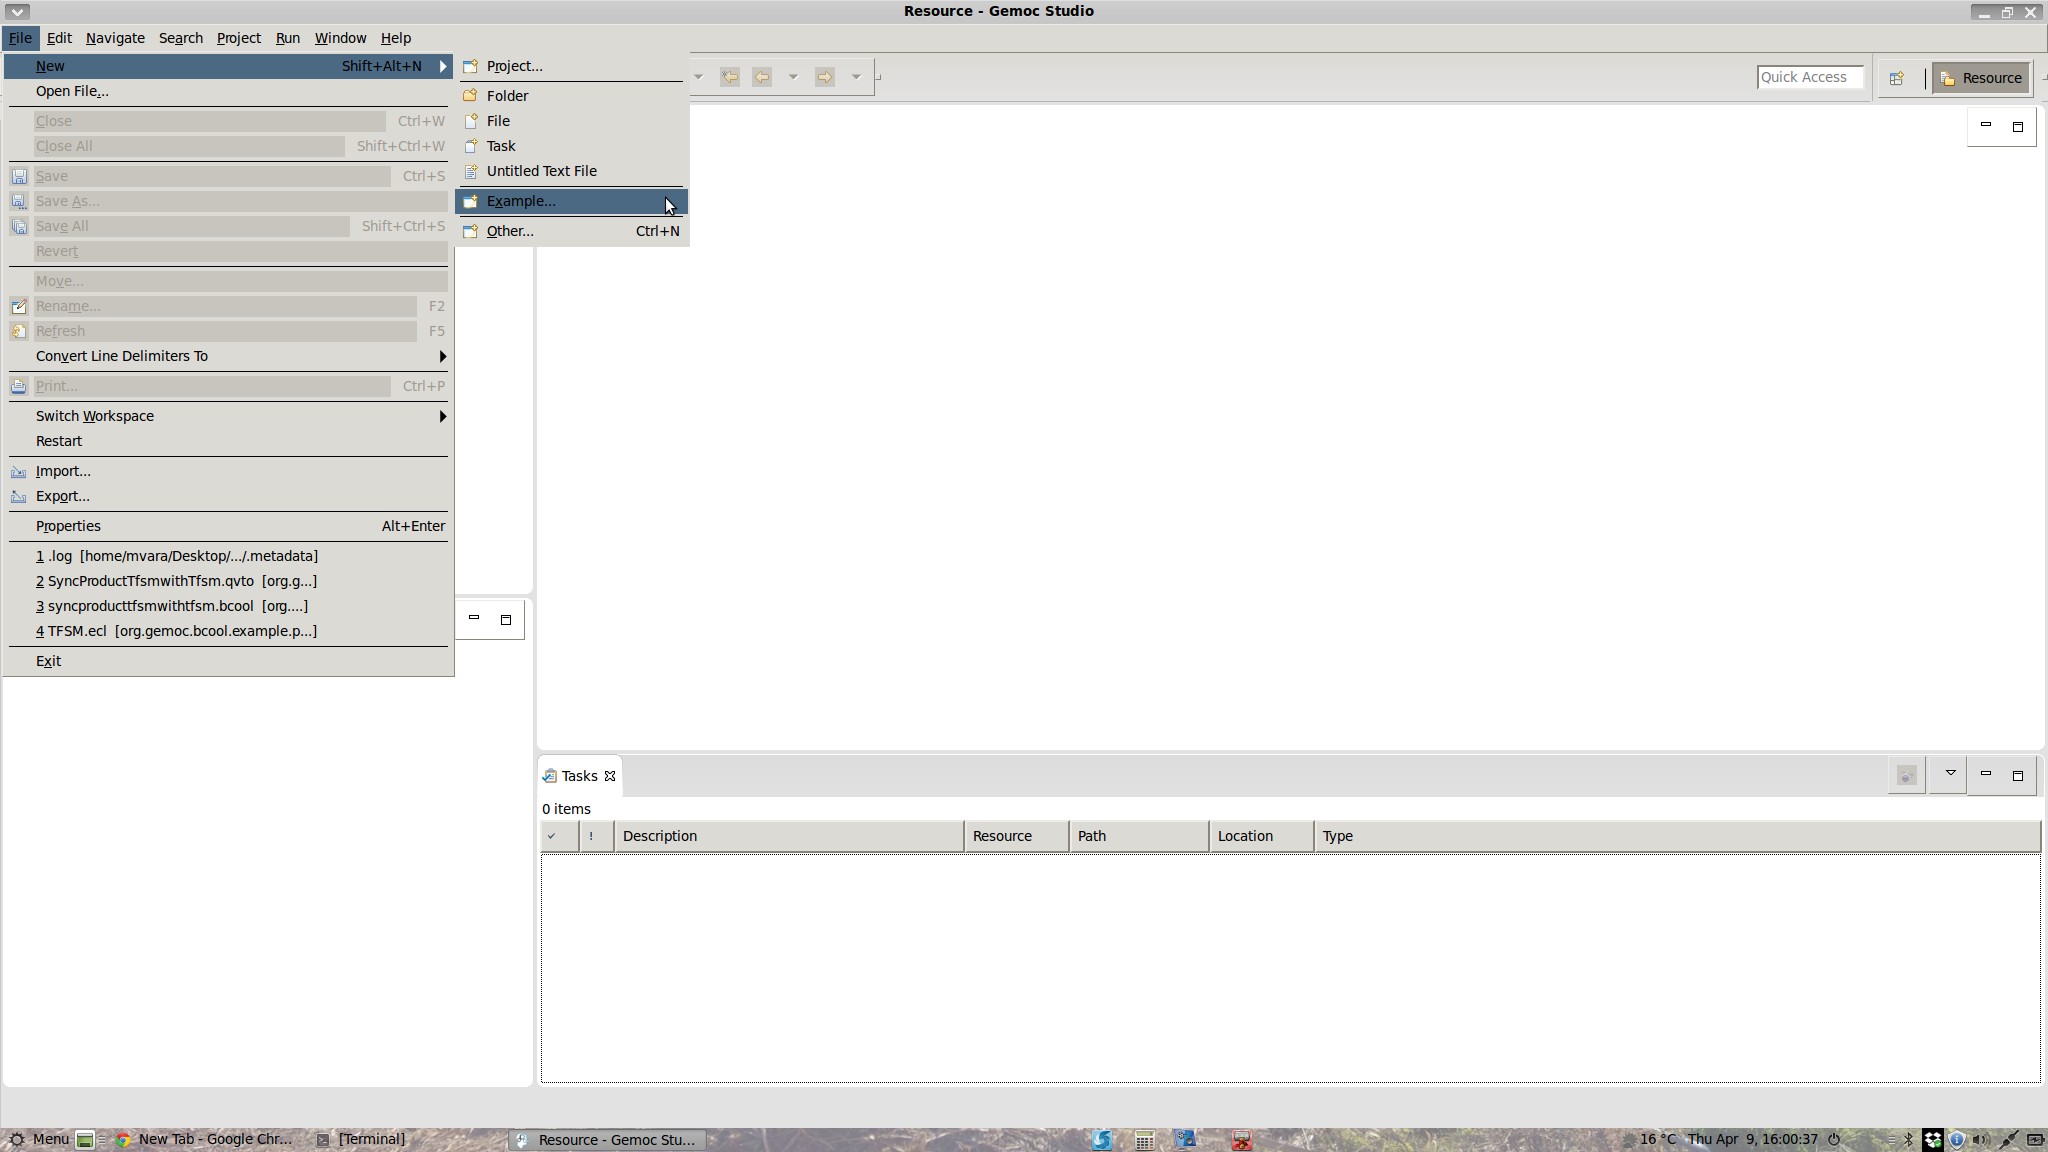 Resource - Gemoc Studio
File Edit Navigate Search Project Run Window Help
New Shift+Alt+N
Open File...
Close Ctrl+W
Close All Shift+Ctrl+W
Save Ctrl+S
Save As...
Save All Shift+Ctrl+S
Revert
Move...
Rename... F2
Refresh F5
Convert Line Delimiters To
Print... Ctrl+P
Switch Workspace
Restart
Import...
Export...
Properties Alt+Enter
1 .log [home/mvara/Desktop/.../.metadata]
2 SyncProductTfsmwithTfsm.qvto [org.g...]
3 syncproducttfsmwithtfsm.bcool [org....]
4 TFSM.ecl [org.gemoc.bcool.example.p...]
Exit
Project...
Folder
File
Task
Untitled Text File
Example...
Other... Ctrl+N
Quick Access
Resource
Tasks
0 items
! Description Resource Path Location Type
Menu New Tab - Google Chr... [Terminal] Resource - Gemoc Stu... 16 °C Thu Apr 9, 16:00:37